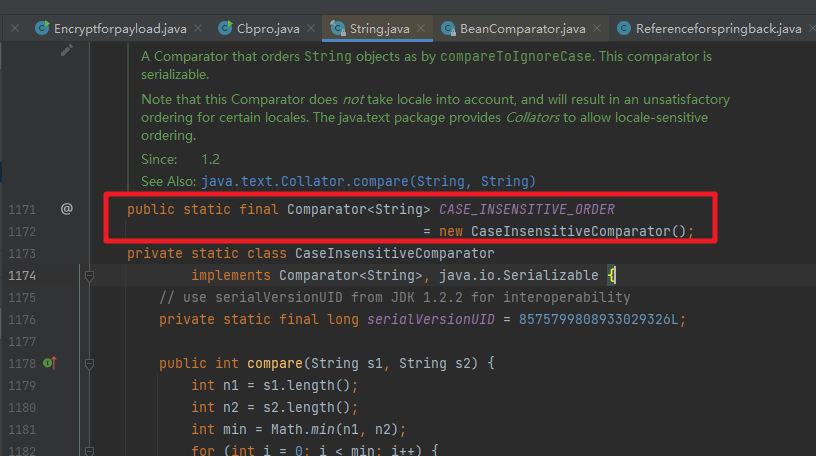 Encryptforpayload.java
Cbpro.java
String.java
BeanComparator.java
Referenceforspringback.java
A Comparator that orders String objects as by compareToIgnoreCase. This comparator is
serializable.
Note that this Comparator does not take locale into account, and will result in an unsatisfactory
ordering for certain locales. The java.text package provides Collators to allow locale-sensitive
ordering.
Since: 1.2
See Also: java.text.Collator.compare(String, String)
1171 @ public static final Comparator<String> CASE_INSENSITIVE_ORDER
1172 = new CaseInsensitiveComparator();
1173 private static class CaseInsensitiveComparator
1174 implements Comparator<String>, java.io.Serializable {
1175 // use serialVersionUID from JDK 1.2.2 for interoperability
1176 private static final long serialVersionUID = 8575799808933029326L;
1177
1178 public int compare(String s1, String s2) {
1179 int n1 = s1.length();
1180 int n2 = s2.length();
1181 int min = Math.min(n1, n2);
1182 for (int i = 0; i < min; i++) {